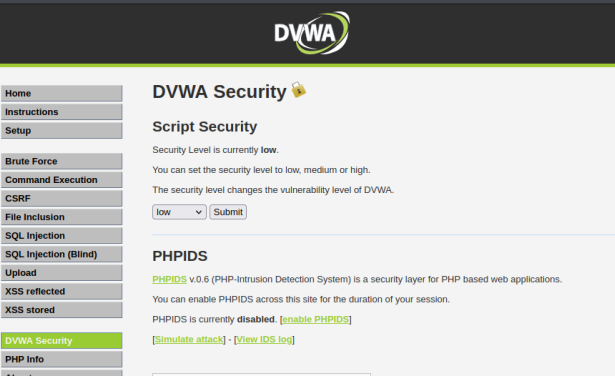 DVWA
Home
Instructions
Setup
Brute Force
Command Execution
CSRF
File Inclusion
SQL Injection
SQL Injection (Blind)
Upload
XSS reflected
XSS stored
DVWA Security
PHP Info
DVWA Security
Script Security
Security Level is currently low.
You can set the security level to low, medium or high.
The security level changes the vulnerability level of DVWA.
low Submit
PHPIDS
PHPIDS v.0.6 (PHP-Intrusion Detection System) is a security layer for PHP based web applications.
You can enable PHPIDS across this site for the duration of your session.
PHPIDS is currently disabled. [enable PHPIDS]
[Simulate attack] - [View IDS log]